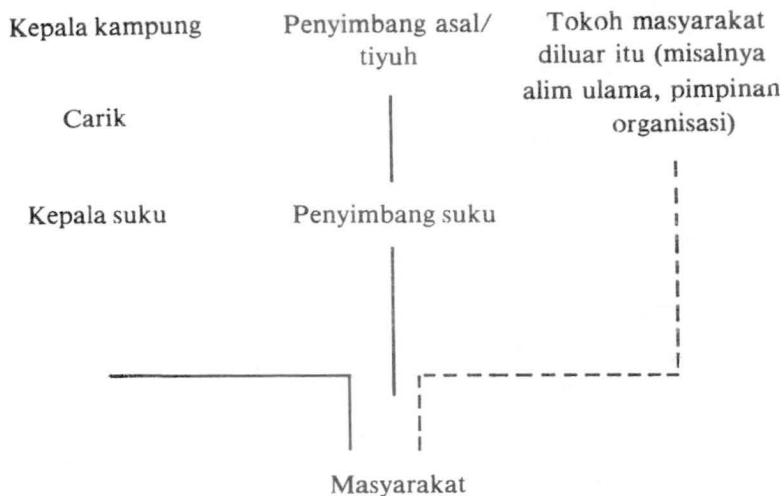 Kepala kampung
Carik
Kepala suku
Penyimbang asal/
tiyuh
Penyimbang suku
Tokoh masyarakat
diluar itu (misalnya
alim ulama, pimpinan
organisasi)
Masyarakat